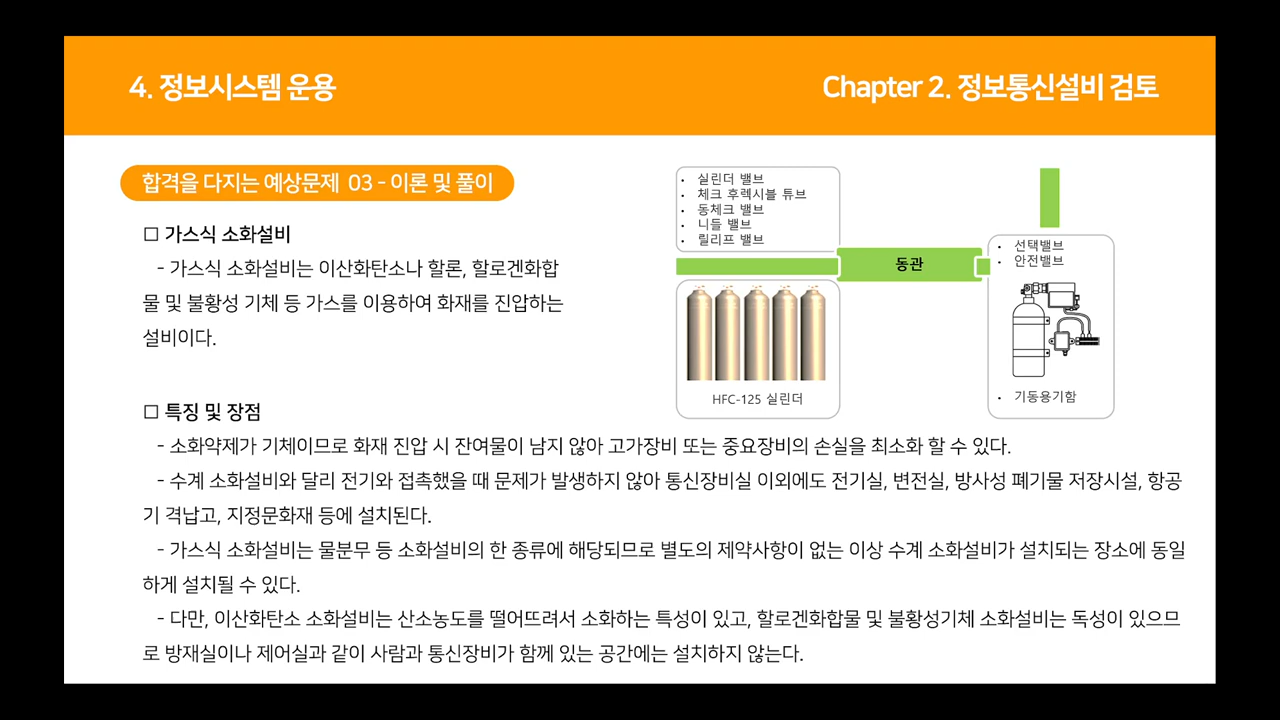 4. 정보시스템 운용
Chapter 2. 정보통신설비 검토
합격을 다지는 예상문제 03 - 이론 및 풀이
□ 가스식 소화설비
- 가스식 소화설비는 이산화탄소나 할론, 할로겐화합
물 및 불황성 기체 등 가스를 이용하여 화재를 진압하는
설비이다.
• 실린더 밸브
• 체크 후렉시블 튜브
• 동체크 밸브
• 니들 밸브
• 릴리프 밸브
동관
HFC-125 실린더
• 선택밸브
• 안전밸브
• 기동용기함
□ 특징 및 장점
- 소화약제가 기체이므로 화재 진압 시 잔여물이 남지 않아 고가장비 또는 중요장비의 손실을 최소화 할 수 있다.
- 수계 소화설비와 달리 전기와 접촉했을 때 문제가 발생하지 않아 통신장비실 이외에도 전기실, 변전실, 방사성 폐기물 저장시설, 항공
기 격납고, 지정문화재 등에 설치된다.
- 가스식 소화설비는 물분무 등 소화설비의 한 종류에 해당되므로 별도의 제약사항이 없는 이상 수계 소화설비가 설치되는 장소에 동일
하게 설치될 수 있다.
- 다만, 이산화탄소 소화설비는 산소농도를 떨어뜨려서 소화하는 특성이 있고, 할로겐화합물 및 불황성기체 소화설비는 독성이 있으므
로 방재실이나 제어실과 같이 사람과 통신장비가 함께 있는 공간에는 설치하지 않는다.